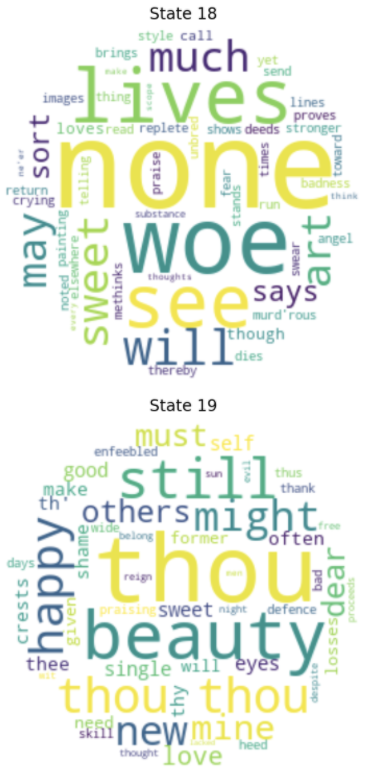 State 18
style call
brings much yet
send
lives
images make thing scope lines
proves
sort loves read replete unbred shows deeds stronger
ne'er none times toward
return telling praise fear badness
crying think
substance stands run
may noted painting elsewhere sweet woe art angel
every methinks thoughts swear
see says
murd'rous
will though
dies
thereby
State 19
must self
enfeebled
good still sun evil thus
make thank
th' others might
wide belong free
shame former often
days happy thou dear
crests reign bad
given praising sweet night defence proceeds
beauty losses
thee single will eyes
wit thou thy thou despite
need new mine
skill heed
thought lacked
love